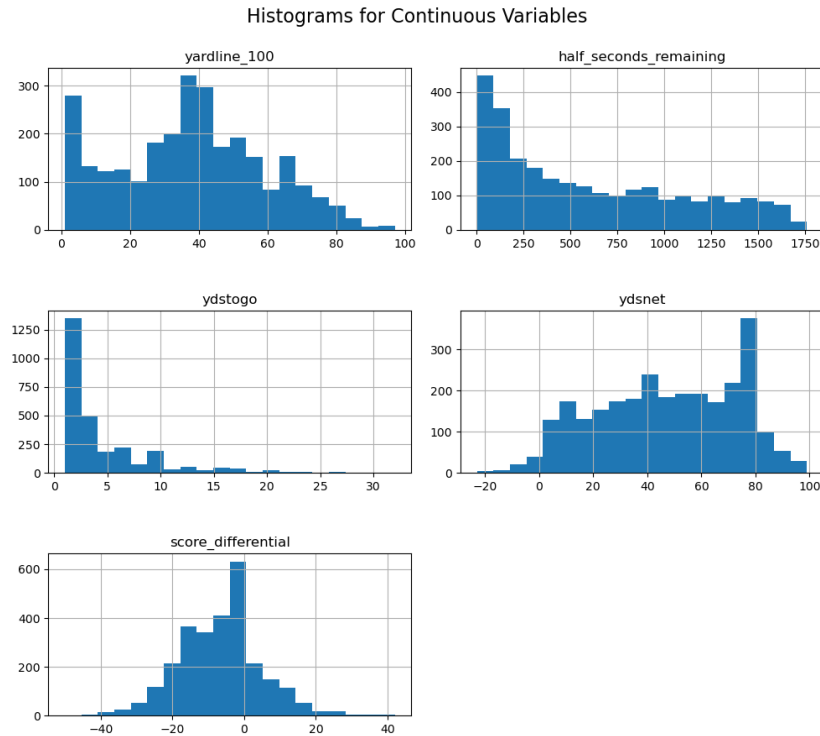 Histograms for Continuous Variables
yardline_100
300
200
100
0
0 20 40 60 80 100
half_seconds_remaining
400
300
200
100
0
0 250 500 750 1000 1250 1500 1750
ydstogo
1250
1000
750
500
250
0
0 5 10 15 20 25 30
ydsnet
300
200
100
0
−20 0 20 40 60 80 100
score_differential
600
400
200
0
−40 −20 0 20 40